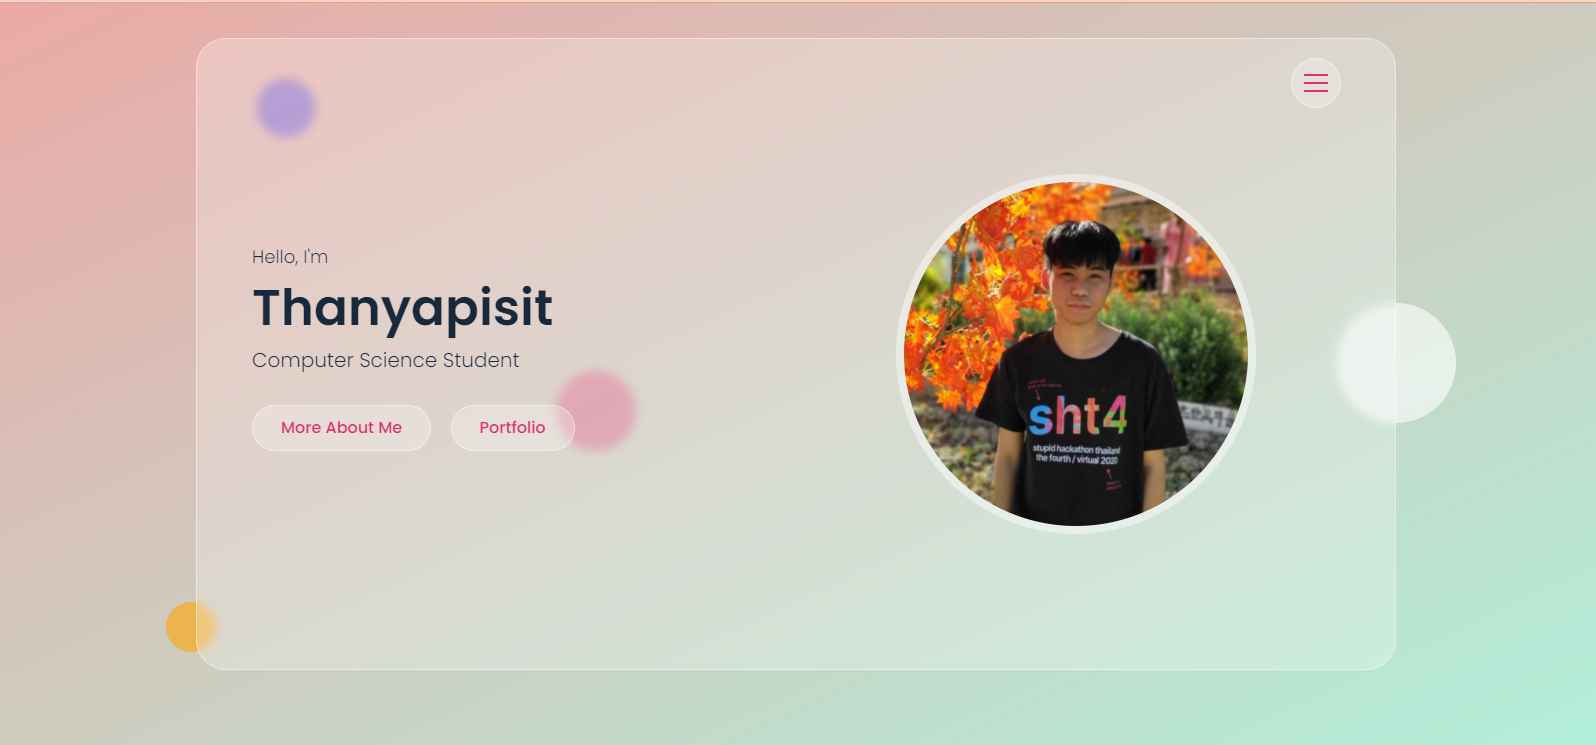 Hello, I'm
Thanyapisit
Computer Science Student
More About Me
Portfolio
sht4
stupid hackathon thailand
the fourth / virtual 2020